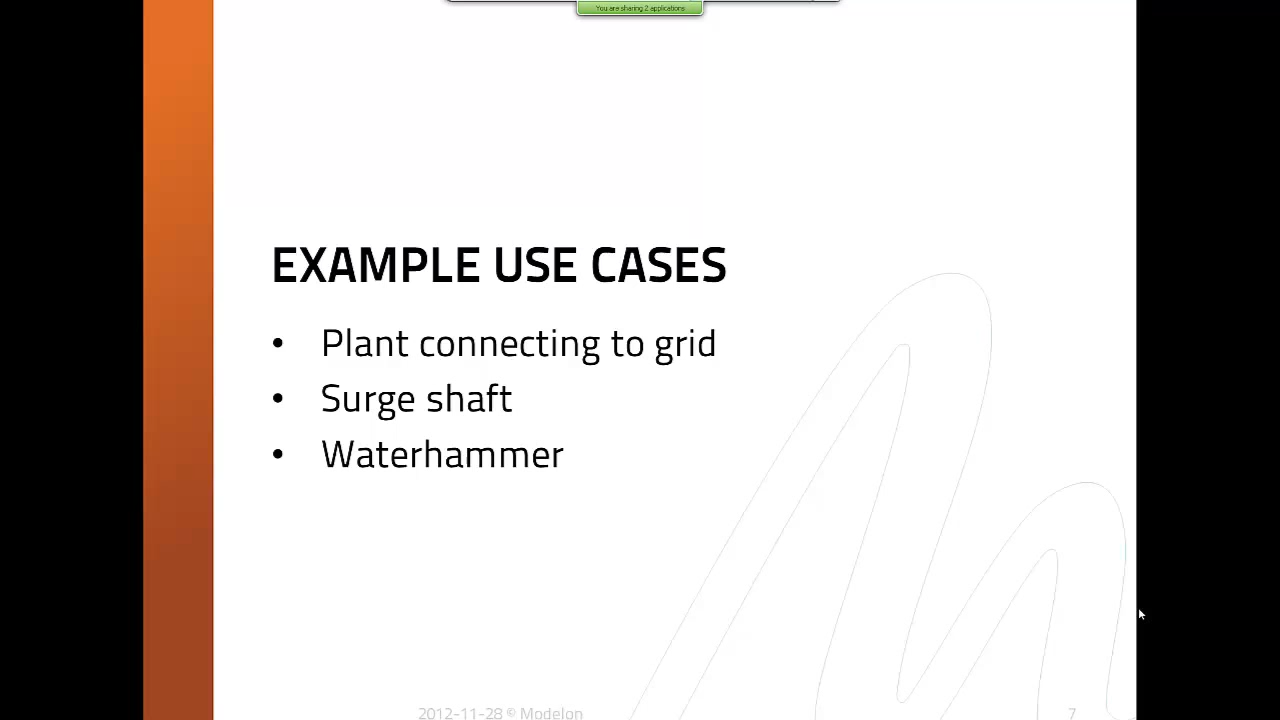 You are sharing 2 applications
EXAMPLE USE CASES
• Plant connecting to grid
• Surge shaft
• Waterhammer
2012-11-28 © Modelon
7